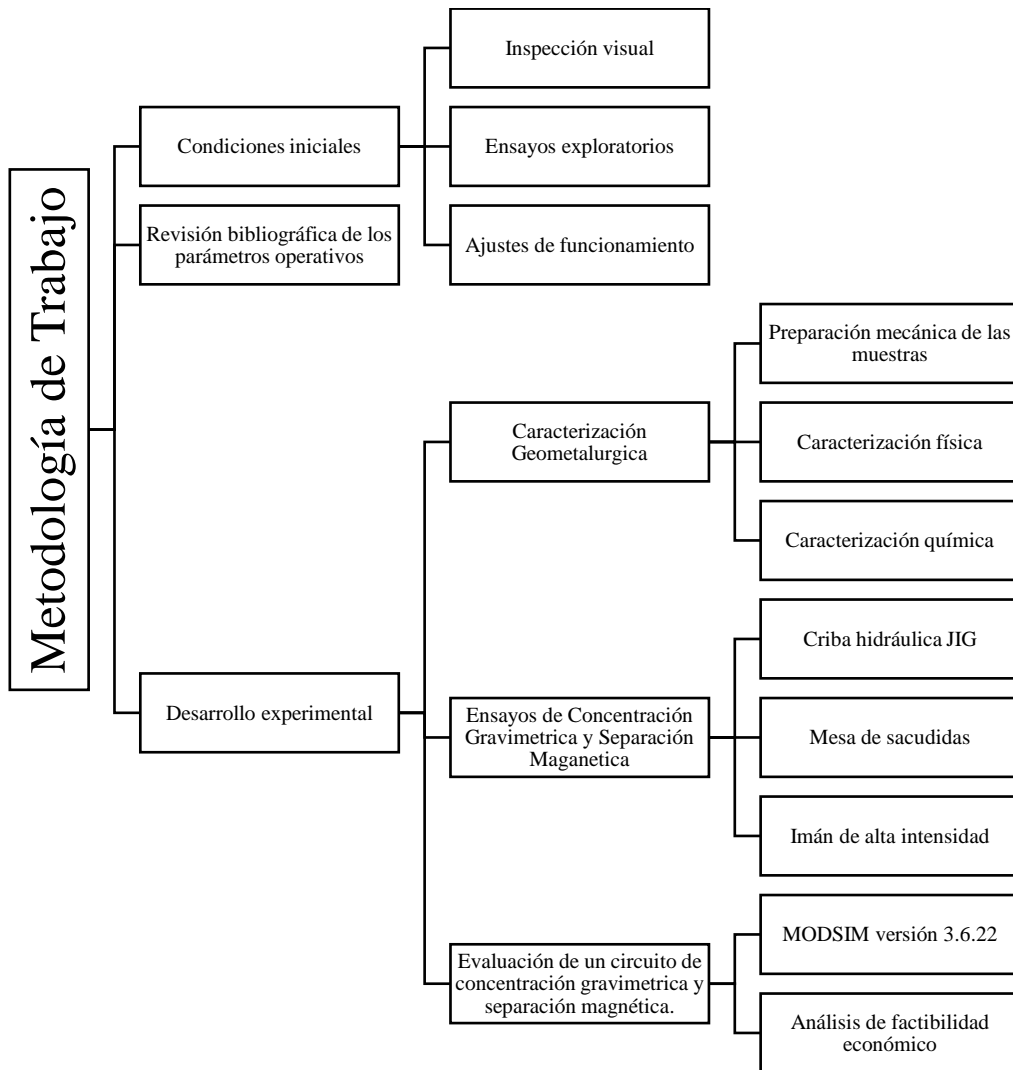 Metodología de Trabajo
Condiciones iniciales
Inspección visual
Ensayos exploratorios
Ajustes de funcionamiento
Revisión bibliográfica de los
parámetros operativos
Desarrollo experimental
Caracterización
Geometalurgica
Preparación mecánica de las
muestras
Caracterización física
Caracterización química
Ensayos de Concentración
Gravimetrica y Separación
Maganetica
Criba hidráulica JIG
Mesa de sacudidas
Imán de alta intensidad
Evaluación de un circuito de
concentración gravimetrica y
separación magnética.
MODSIM versión 3.6.22
Análisis de factibilidad
económico